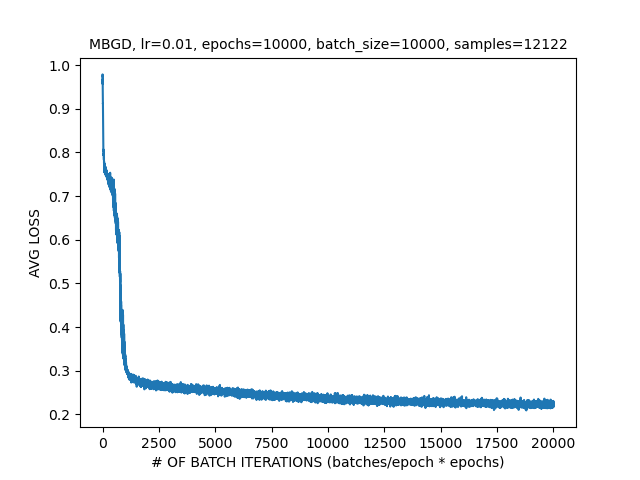 MBGD, lr=0.01, epochs=10000, batch_size=10000, samples=12122
1.0
0.9
0.8
0.7
0.6
0.5
0.4
0.3
0.2
AVG LOSS
0 2500 5000 7500 10000 12500 15000 17500 20000
# OF BATCH ITERATIONS (batches/epoch * epochs)